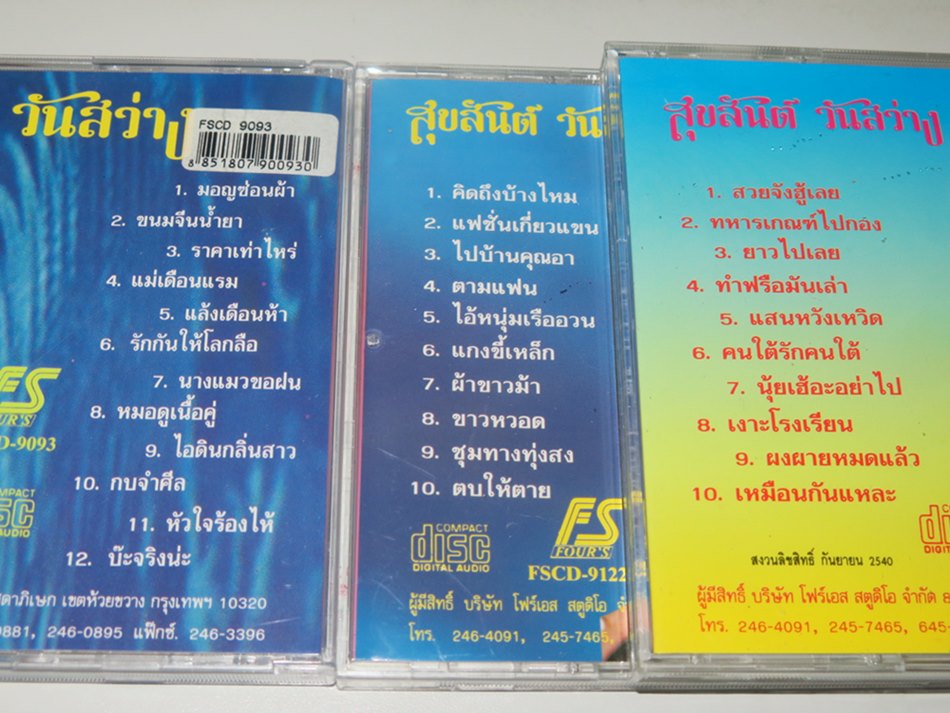 วันสว่าง
FSCD 9093
8 851807 900930
1. มอญซ่อนผ้า
2. ขนมจีนน้ำยา
3. ราคาเท่าไหร่
4. แม่เดือนแรม
5. แล้งเดือนห้า
6. รักกันให้โลกลือ
7. นางแมวขอฝน
8. หมอดูเนื้อคู่
9. ไอดินกลิ่นสาว
10. กบจำศีล
11. หัวใจร้องไห้
12. บ๊ะจริงน่ะ
FS
FOUR'S
D-9093
COMPACT
disc
AUDIO
ดาภิเษก เขตห้วยขวาง กรุงเทพฯ 10320
0881, 246-0895 แฟ๊กซ์. 246-3396
สุขสันต์ วัน
1. คิดถึงบ้างไหม
2. แฟชั่นเกี่ยวแขน
3. ไปบ้านคุณอา
4. ตามแฟน
5. ไอ้หนุ่มเรืออวน
6. แกงขี้เหล็ก
7. ผ้าขาวม้า
8. ขาวหวอด
9. ชุมทางทุ่งสง
10. ตบให้ตาย
COMPACT
disc
DIGITAL AUDIO
FS
FOUR'S
FSCD-9122
ผู้มีสิทธิ์ บริษัท โฟร์เอส สตูดิโอ จำ
โทร. 246-4091, 245-7465,
สุขสันต์ วันสว่าง
1. สวยจังฮู้เลย
2. ทหารเกณฑ์ไปกอง
3. ยาวไปเลย
4. ทำฟรือมันเล่า
5. แสนหวังเหวิด
6. คนใต้รักคนใต้
7. นุ้ยเฮ้อะอย่าไป
8. เงาะโรงเรียน
9. ผงผายหมดแล้ว
10. เหมือนกันแหละ
dis
DIGIT
สงวนลิขสิทธิ์ กันยายน 2540
ผู้มีสิทธิ์ บริษัท โฟร์เอส สตูดิโอ จำกัด 8
โทร. 246-4091, 245-7465, 645-